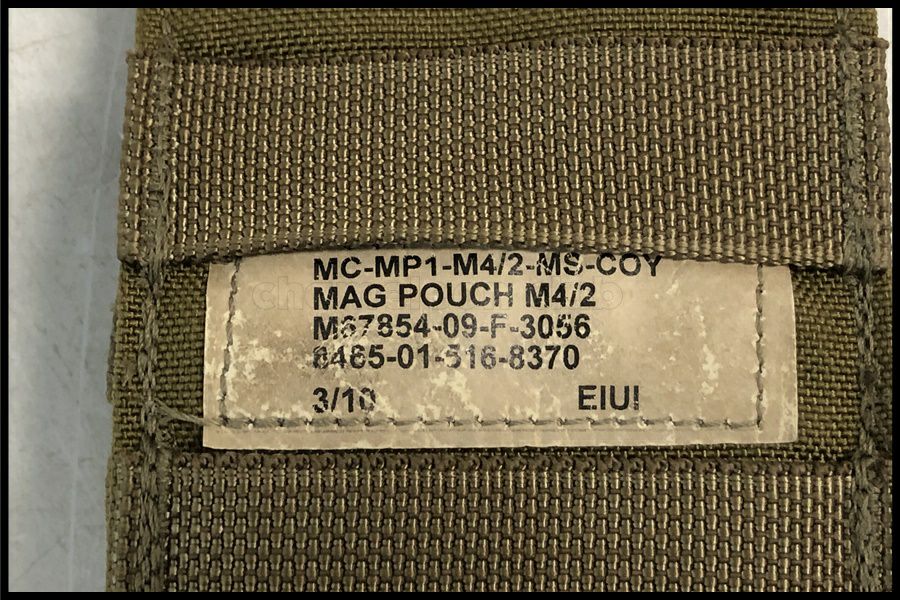 MC-MP1-M4/2-MS-COY
MAG POUCH M4/2
M67854-09-F-3056
8465-01-516-8370
3/10 EIUI